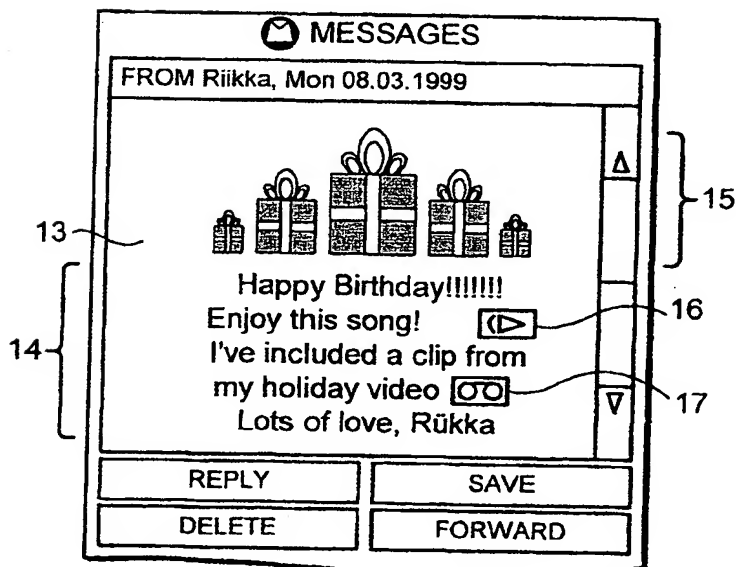 MESSAGES
FROM Riikka, Mon 08.03.1999
15
13
Happy Birthday!!!!!!!
Enjoy this song!
16
14
I've included a clip from
my holiday video
17
Lots of love, Rükka
REPLY
SAVE
DELETE
FORWARD